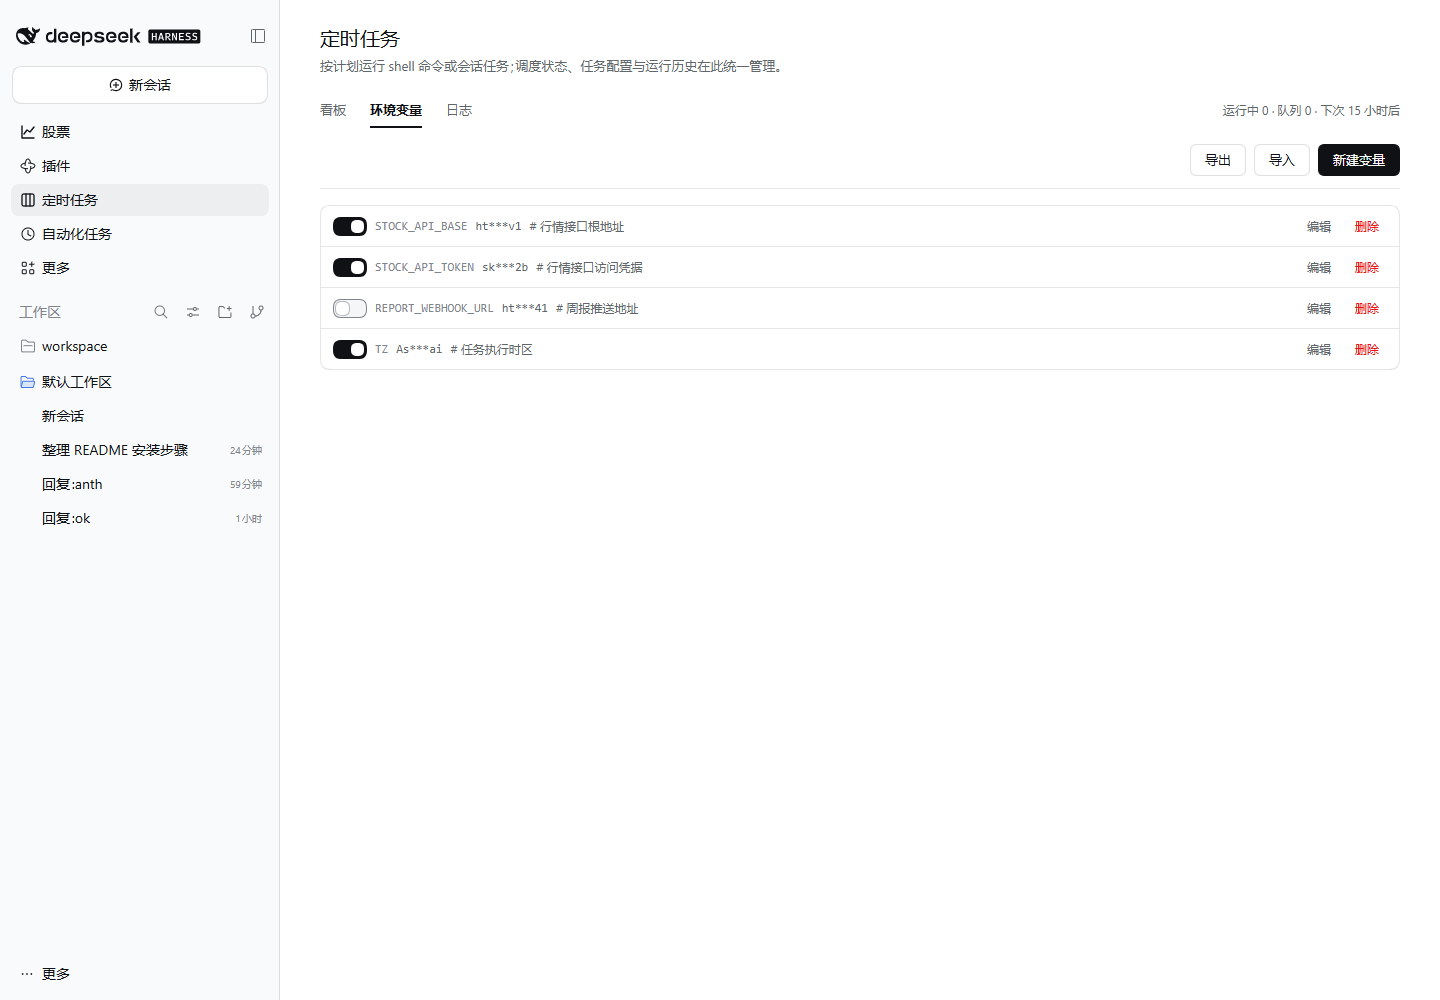 deepseek HARNESS
新会话
股票
插件
定时任务
自动化任务
更多
工作区
workspace
默认工作区
新会话
整理 README 安装步骤 24分钟
回复:anth 59分钟
回复:ok 1小时
更多
定时任务
按计划运行 shell 命令或会话任务;调度状态、任务配置与运行历史在此统一管理。
看板 环境变量 日志 运行中 0 · 队列 0 · 下次 15 小时后
导出 导入 新建变量
STOCK_API_BASE ht***v1 # 行情接口根地址 编辑 删除
STOCK_API_TOKEN sk***2b # 行情接口访问凭据 编辑 删除
REPORT_WEBHOOK_URL ht***41 # 周报推送地址 编辑 删除
TZ As***ai # 任务执行时区 编辑 删除